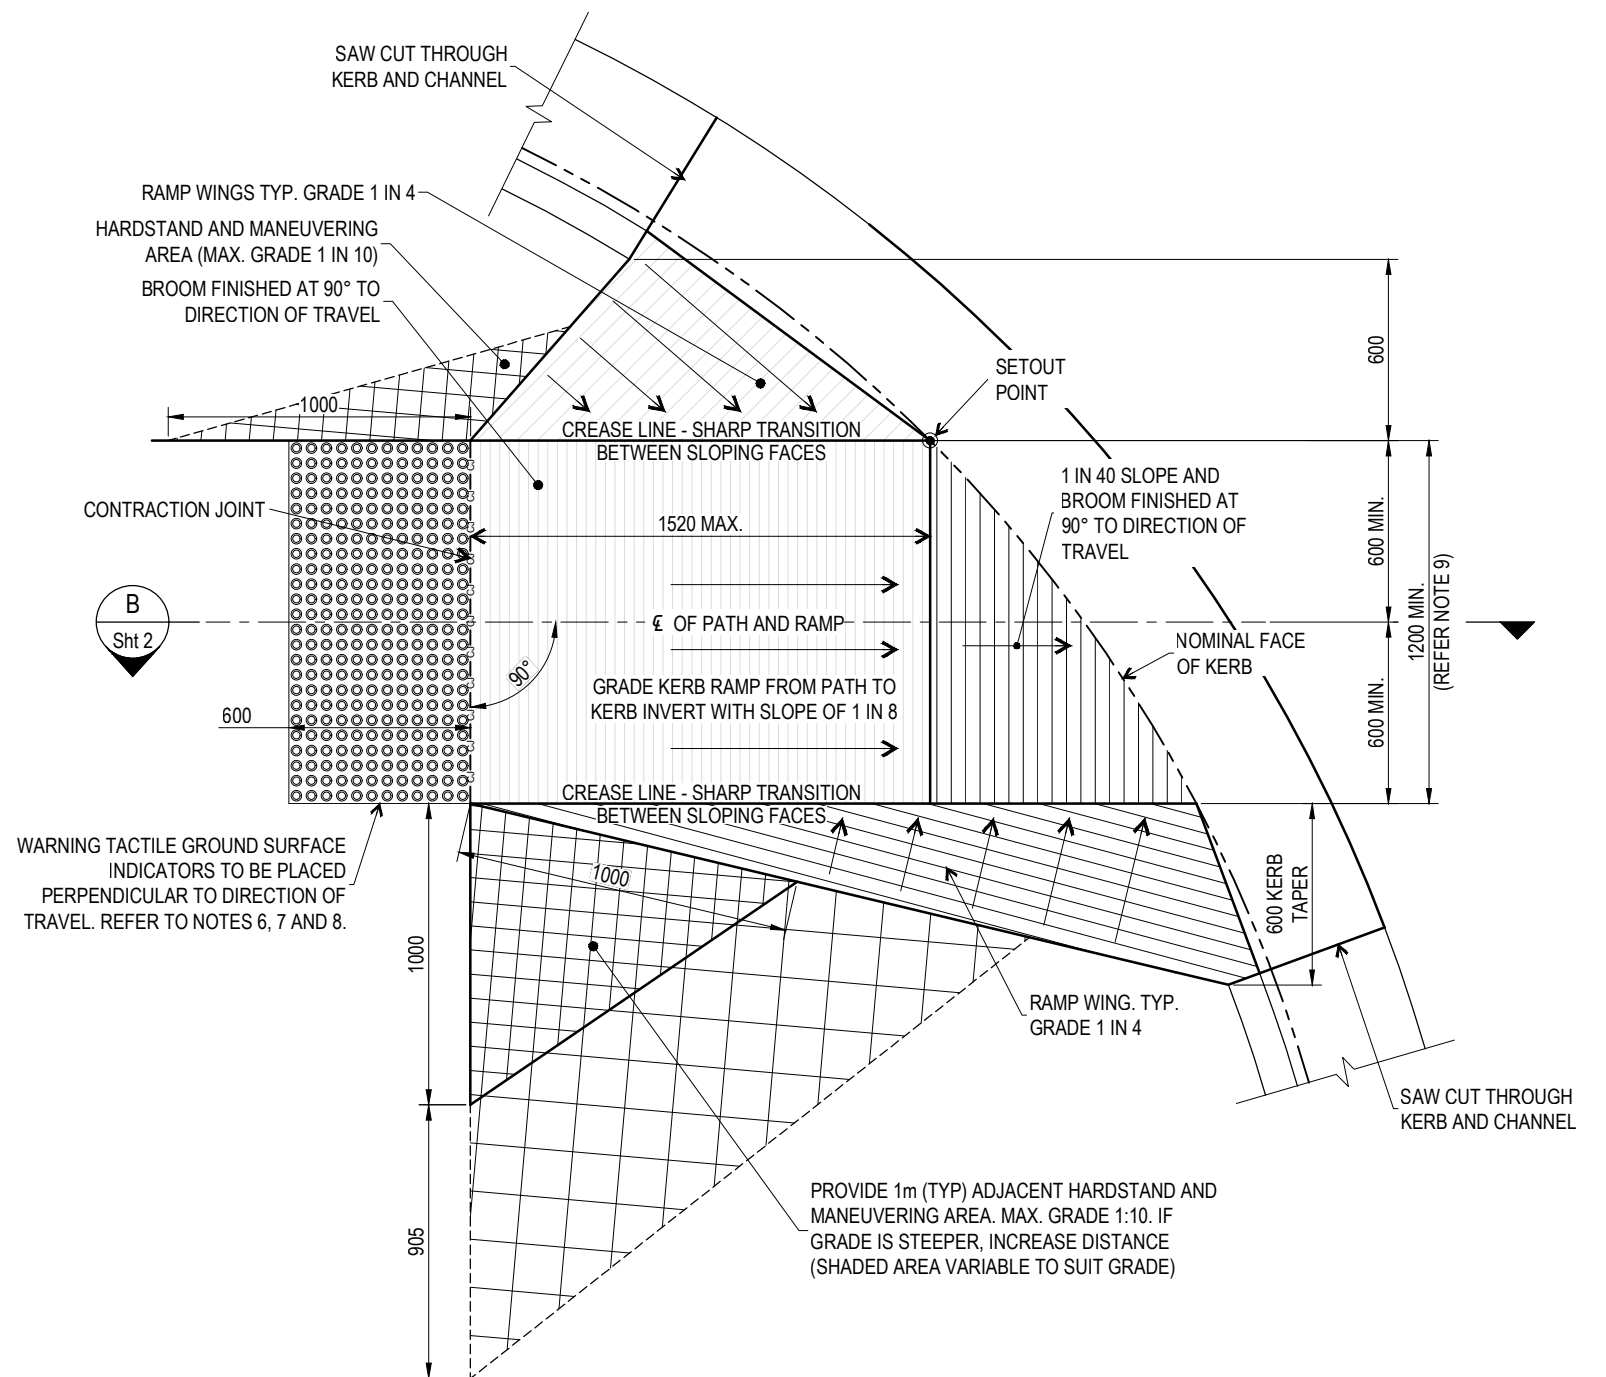 SAW CUT THROUGH
KERB AND CHANNEL
RAMP WINGS TYP. GRADE 1 IN 4
HARDSTAND AND MANEUVERING
AREA (MAX. GRADE 1 IN 10)
BROOM FINISHED AT 90° TO
DIRECTION OF TRAVEL
1000
CREASE LINE - SHARP TRANSITION
BETWEEN SLOPING FACES
SETOUT
POINT
600
CONTRACTION JOINT
1520 MAX.
1 IN 40 SLOPE AND
BROOM FINISHED AT
90° TO DIRECTION OF
TRAVEL
600 MIN.
1200 MIN.
(REFER NOTE 9)
B
Sht 2
℄ OF PATH AND RAMP
90°
NOMINAL FACE
OF KERB
GRADE KERB RAMP FROM PATH TO
KERB INVERT WITH SLOPE OF 1 IN 8
600
600 MIN.
CREASE LINE - SHARP TRANSITION
BETWEEN SLOPING FACES
WARNING TACTILE GROUND SURFACE
INDICATORS TO BE PLACED
PERPENDICULAR TO DIRECTION OF
TRAVEL. REFER TO NOTES 6, 7 AND 8.
1000
1000
600 KERB
TAPER
RAMP WING. TYP.
GRADE 1 IN 4
SAW CUT THROUGH
KERB AND CHANNEL
905
PROVIDE 1m (TYP) ADJACENT HARDSTAND AND
MANEUVERING AREA. MAX. GRADE 1:10. IF
GRADE IS STEEPER, INCREASE DISTANCE
(SHADED AREA VARIABLE TO SUIT GRADE)